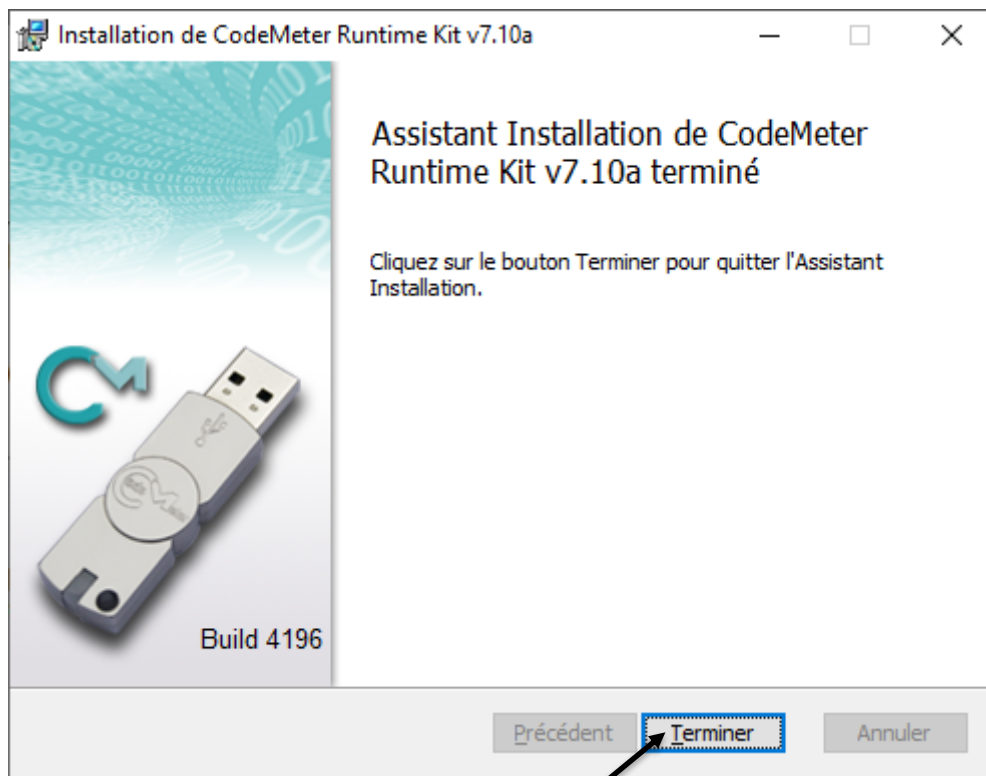 Installation de CodeMeter Runtime Kit v7.10a
Assistant Installation de CodeMeter
Runtime Kit v7.10a terminé
Cliquez sur le bouton Terminer pour quitter l'Assistant
Installation.
CM
Build 4196
Précédent
Terminer
Annuler